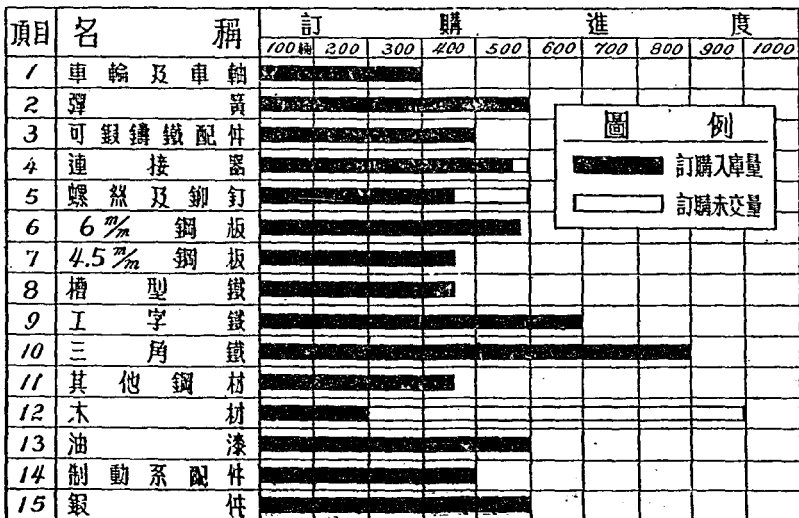 項目 名稱 訂購進度
100輛 200 300 400 500 600 700 800 900 1000
1 車輪及車軸
2 彈簧
3 可鍛鑄鐵配件
4 連接器
5 螺絲及鉚釘
6 6 m/m 鋼板
7 4.5 m/m 鋼板
8 槽型鐵
9 工字鐵
10 三角鐵
11 其他鋼材
12 木材
13 油漆
14 制動系配件
15 鍛件
圖例
訂購入庫量
訂購未交量